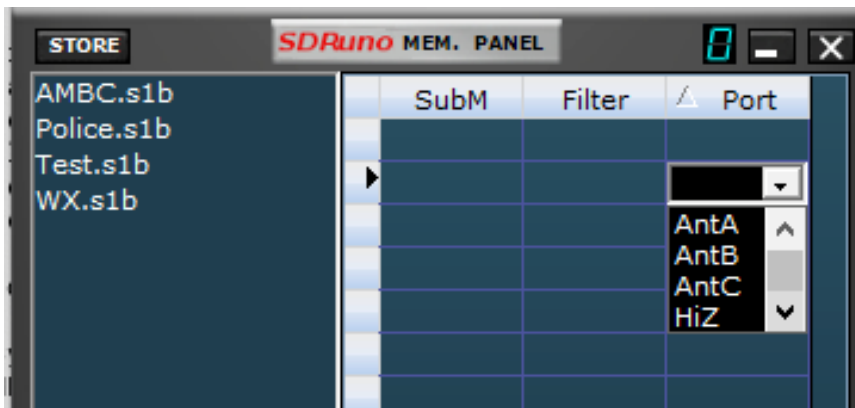 STORE SDRuno MEM. PANEL 0
AMBC.s1b
Police.s1b
Test.s1b
WX.s1b
SubM Filter Port
AntA
AntB
AntC
HiZ